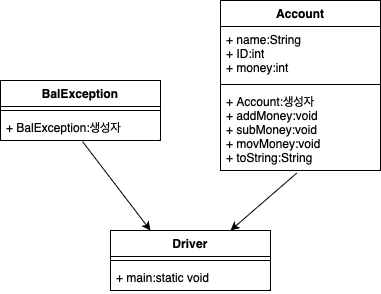 Account
+ name:String
+ ID:int
+ money:int
+ Account:생성자
+ addMoney:void
+ subMoney:void
+ movMoney:void
+ toString:String
BalException
+ BalException:생성자
Driver
+ main:static void